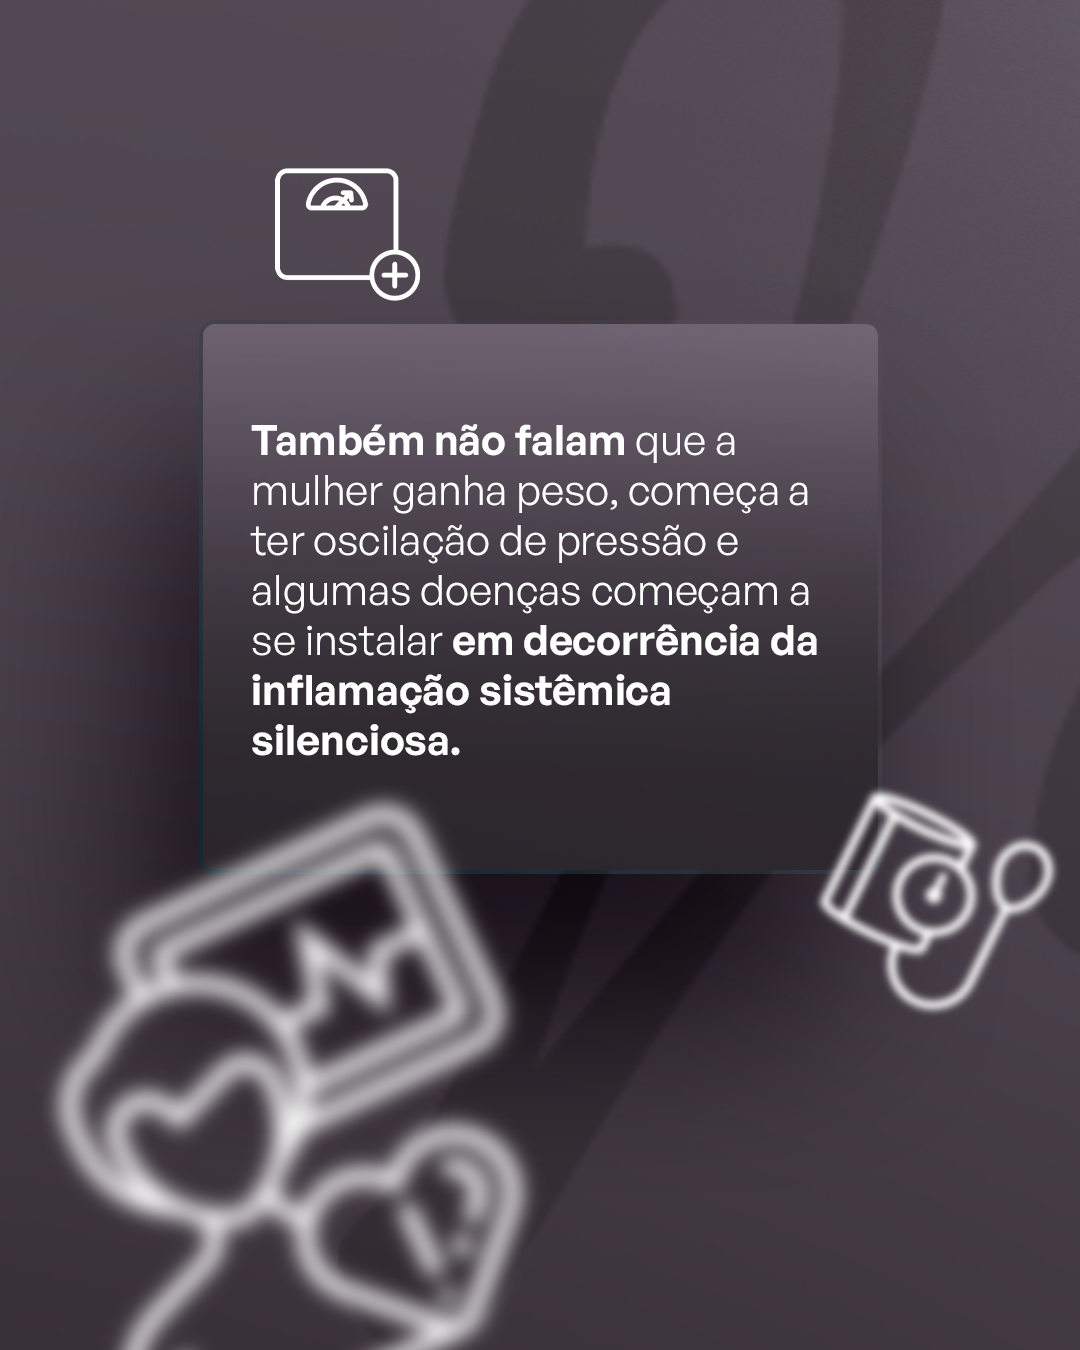 Também não falam que a
mulher ganha peso, começa a
ter oscilação de pressão e
algumas doenças começam a
se instalar em decorrência da
inflamação sistêmica
silenciosa.